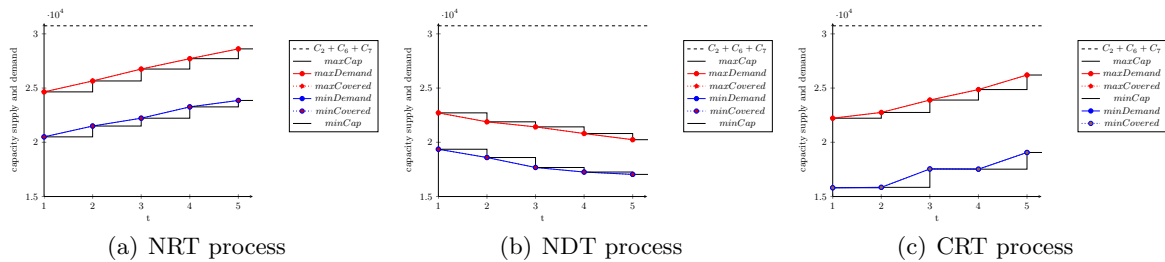 ·10⁴
3
2.5
2
1.5
1
2
3
4
5
t
capacity supply and demand
C₂ + C₆ + C₇
maxCap
maxDemand
maxCovered
minDemand
minCovered
minCap
(a) NRT process
·10⁴
3
2.5
2
1.5
1
2
3
4
5
t
capacity supply and demand
C₂ + C₆ + C₇
maxCap
maxDemand
maxCovered
minDemand
minCovered
minCap
(b) NDT process
·10⁴
3
2.5
2
1.5
1
2
3
4
5
t
capacity supply and demand
C₂ + C₆ + C₇
maxCap
maxDemand
maxCovered
minCap
minDemand
minCovered
(c) CRT process